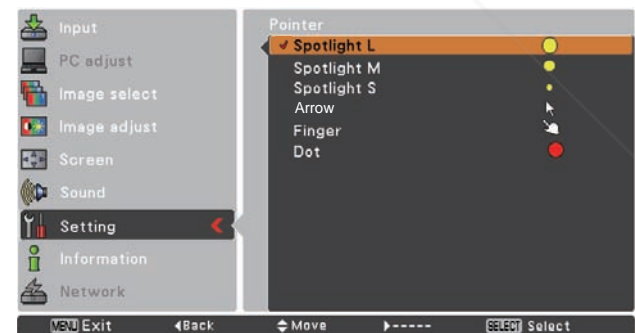 Input
PC adjust
Image select
Image adjust
Screen
Sound
Setting
Information
Network
Pointer
Spotlight L
Spotlight M
Spotlight S
Arrow
Finger
Dot
MENU Exit ◀Back Move ▶----- SELECT Select